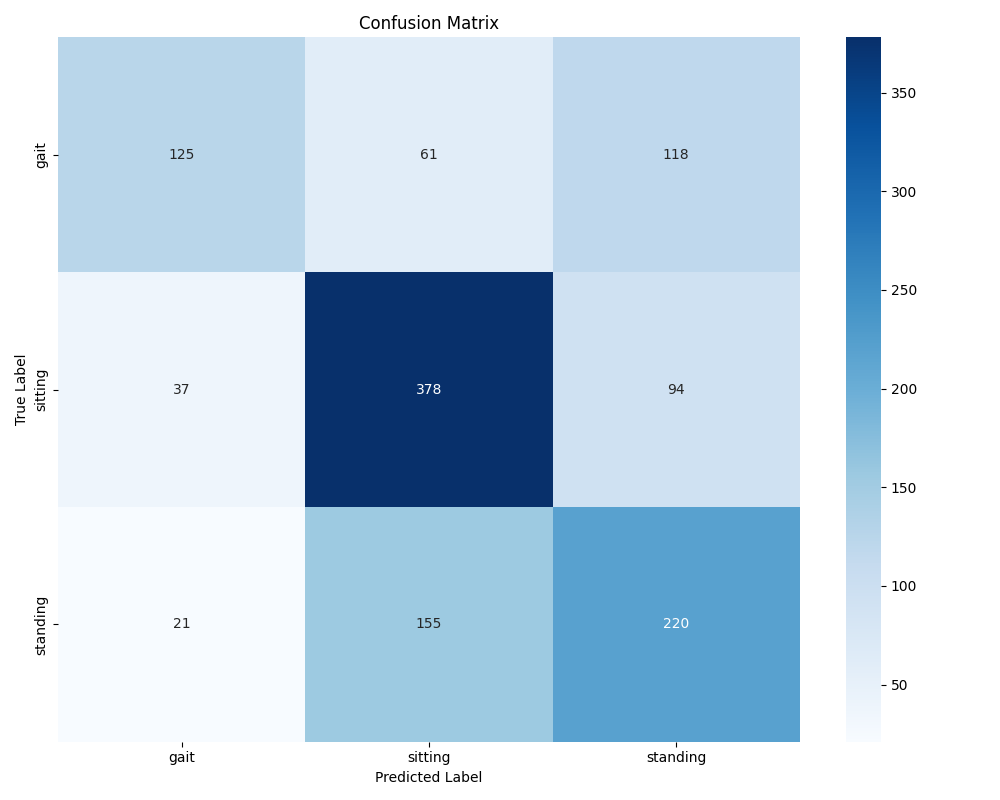 Confusion Matrix
gait
125
61
118
True Label
sitting
37
378
94
standing
21
155
220
gait
sitting
standing
Predicted Label
350
300
250
200
150
100
50